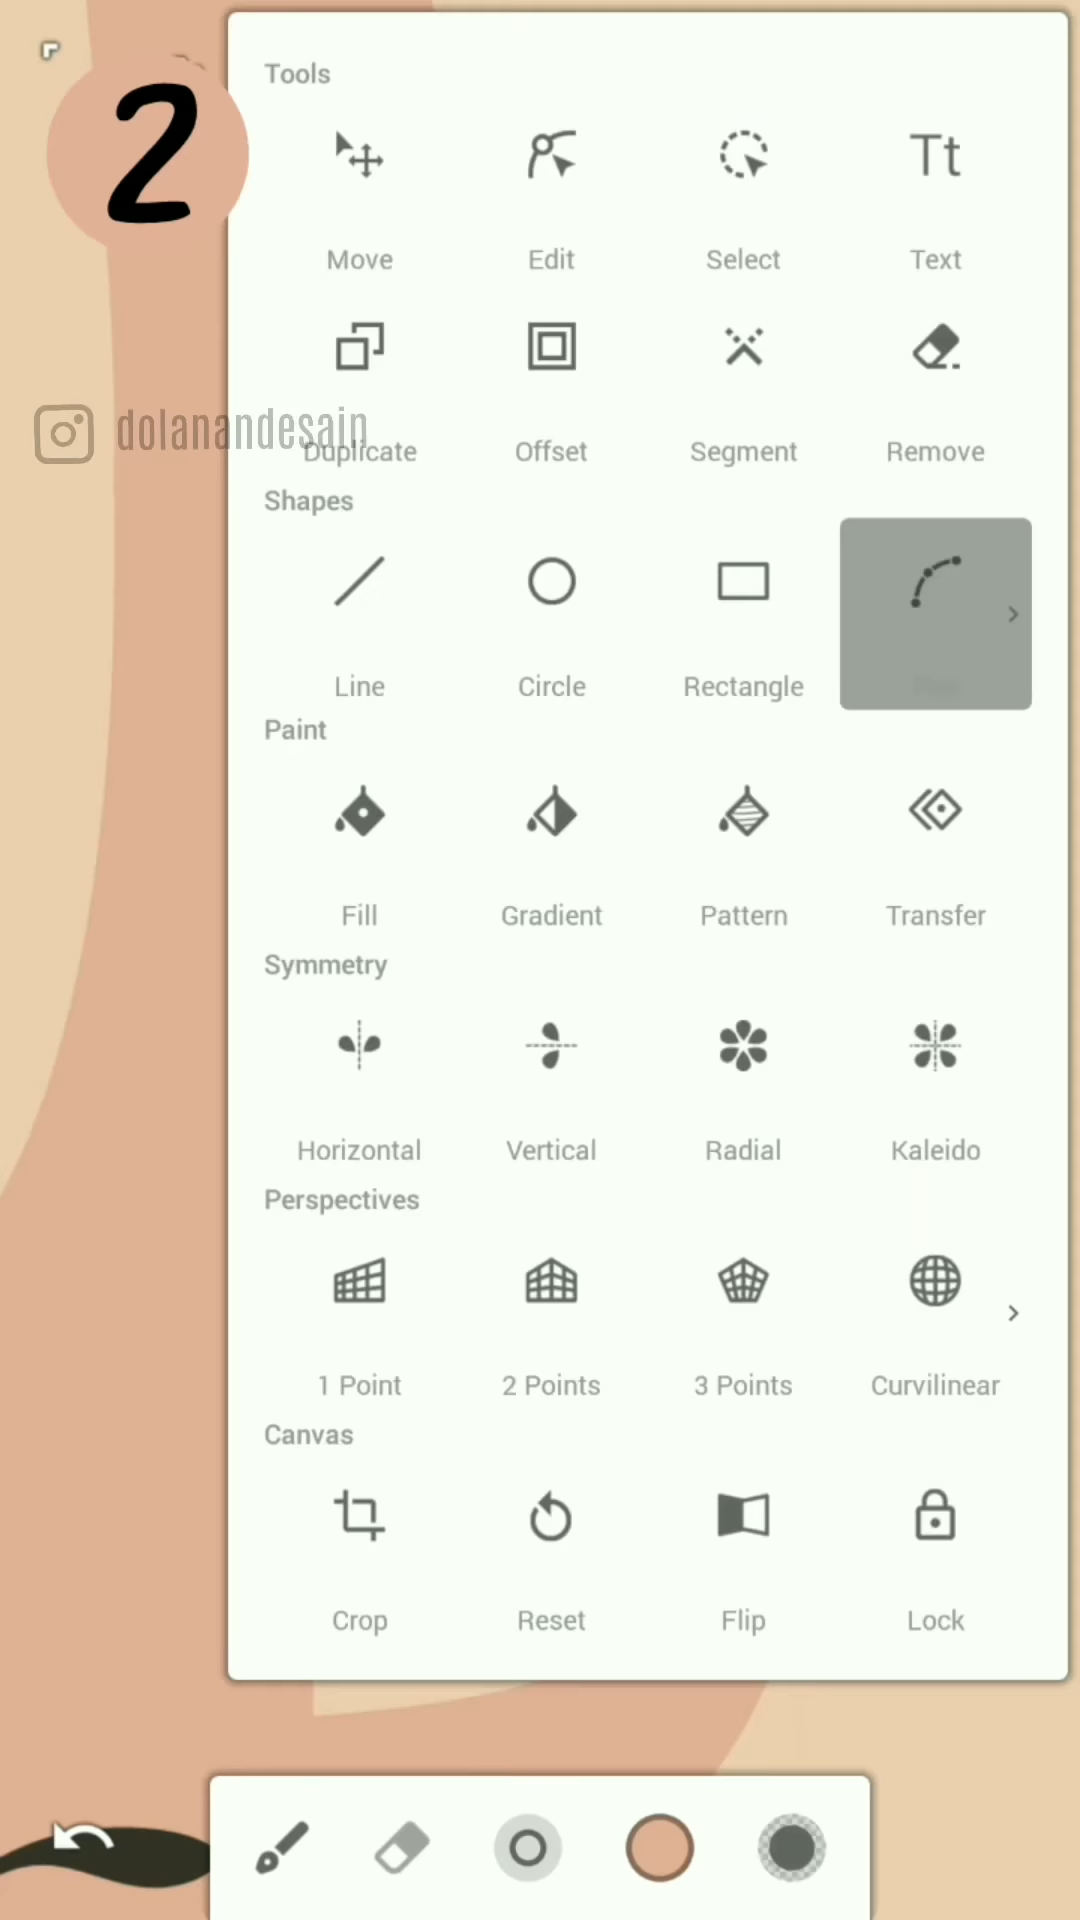 2
Tools
Move Edit Select Text
dolanandesain
Duplicate Offset Segment Remove
Shapes
Line Circle Rectangle
Paint
Fill Gradient Pattern Transfer
Symmetry
Horizontal Vertical Radial Kaleido
Perspectives
1 Point 2 Points 3 Points Curvilinear
Canvas
Crop Reset Flip Lock